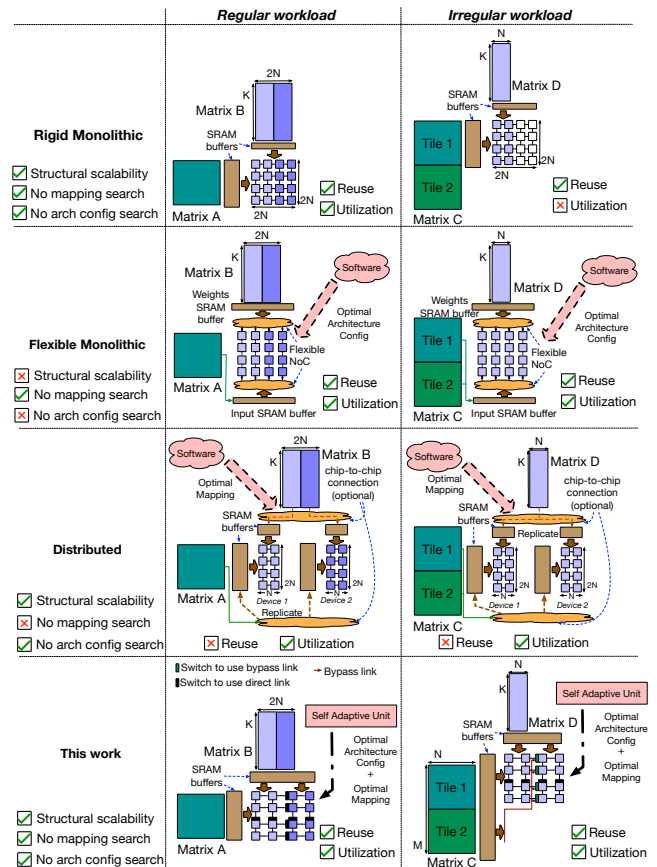 Regular workload
Irregular workload
Rigid Monolithic
Structural scalability
No mapping search
No arch config search
2N
K
Matrix B
SRAM
buffers
Matrix A
2N
2N
Reuse
Utilization
N
K
Matrix D
SRAM
buffers
Tile 1
Tile 2
Matrix C
2N
2N
Reuse
Utilization
Flexible Monolithic
Structural scalability
No mapping search
No arch config search
2N
K
Matrix B
Software
Weights
SRAM
buffer
Optimal
Architecture
Config
Flexible
NoC
Matrix A
Input SRAM buffer
Reuse
Utilization
N
K
Matrix D
Software
Weights
SRAM buffer
Optimal
Architecture
Config
Tile 1
Tile 2
Matrix C
Flexible
NoC
Input SRAM buffer
Reuse
Utilization
Distributed
Structural scalability
No mapping search
No arch config search
Software
Optimal
Mapping
2N
K
Matrix B
chip-to-chip
connection
(optional)
SRAM
buffers
Matrix A
2N
2N
N
N
Device 1
Device 2
Replicate
Reuse
Utilization
Software
Optimal
Mapping
N
K
Matrix D
chip-to-chip
connection
(optional)
SRAM
buffers
Replicate
Tile 1
Tile 2
Matrix C
2N
2N
N
N
Device 1
Device 2
Reuse
Utilization
This work
Structural scalability
No mapping search
No arch config search
Switch to use bypass link
Bypass link
Switch to use direct link
2N
K
Matrix B
Self Adaptive Unit
Optimal
Architecture
Config
+
Optimal
Mapping
SRAM
buffers
Matrix A
Reuse
Utilization
N
K
Matrix D
Self Adaptive Unit
SRAM
buffers
Optimal
Architecture
Config
+
Optimal
Mapping
N
Tile 1
Tile 2
M
Matrix C
Reuse
Utilization